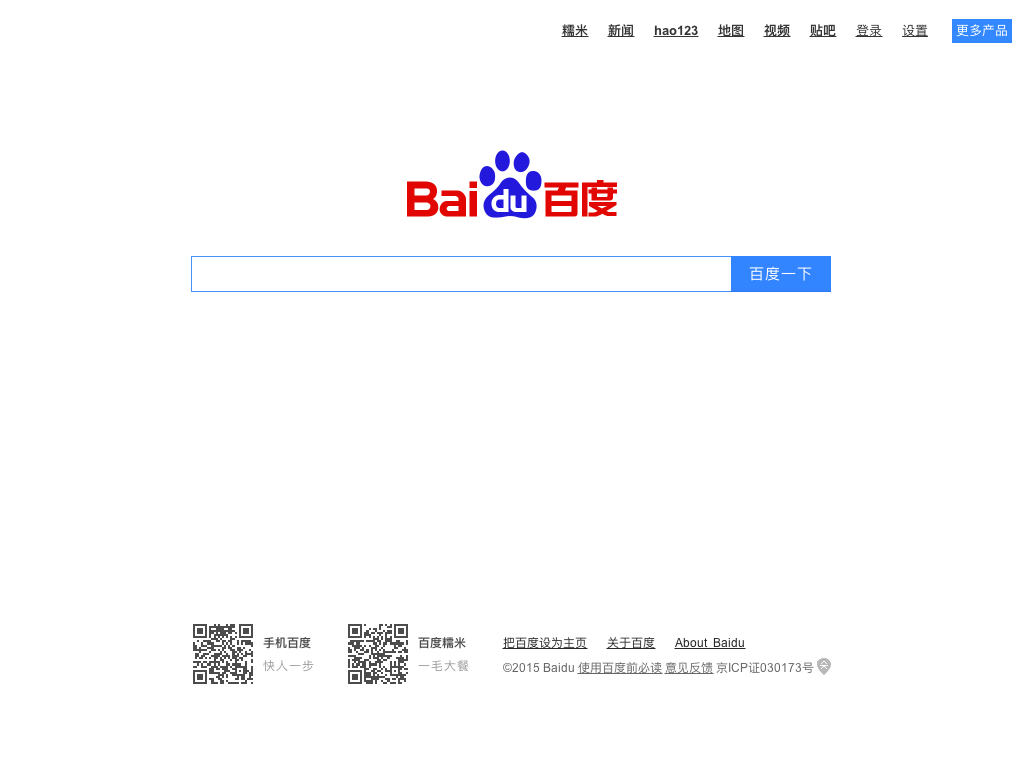 糯米 新闻 hao123 地图 视频 贴吧 登录 设置 更多产品
Bai du 百度
百度一下
手机百度
快人一步
百度糯米
一毛大餐
把百度设为主页 关于百度 About Baidu
©2015 Baidu 使用百度前必读 意见反馈 京ICP证030173号